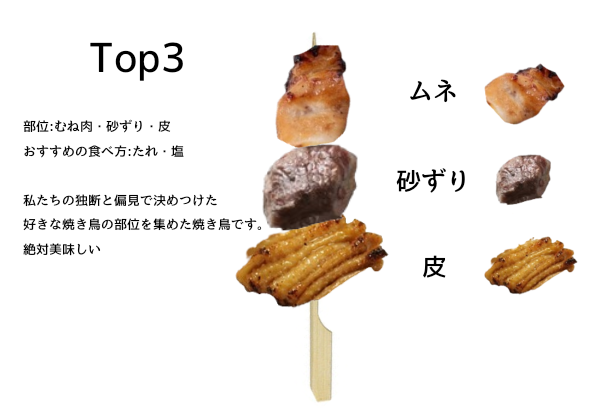 Top3
部位:むね肉・砂ずり・皮
おすすめの食べ方:たれ・塩
私たちの独断と偏見で決めつけた
好きな焼き鳥の部位を集めた焼き鳥です。
絶対美味しい
ムネ
砂ずり
皮